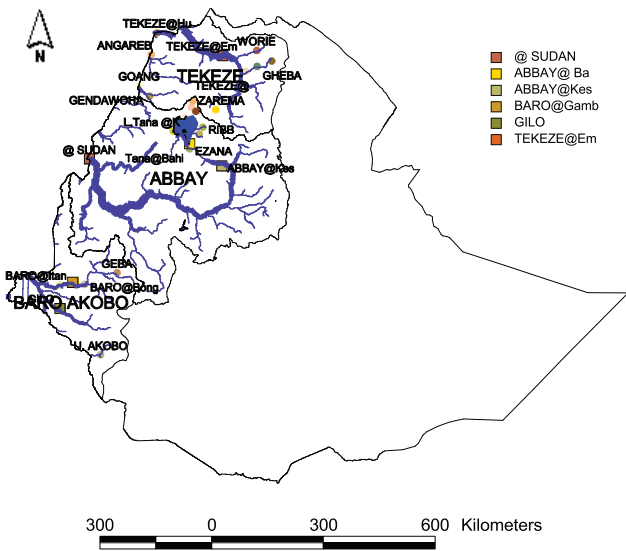 TEKEZE@Hu
N
ANGAREB
TEKEZE@Em
WORIE
GOANG
TEKEZE
GHEBA
TEKEZE@
GENDAWOHA
ZAREMA
L.Tana @K
RIBB
@ SUDAN
Tana@Bahi
EZANA
ABBAY@Kes
ABBAY
GEBA
BARO@Itan
BARO@Bong
GILO
BARO AKOBO
U. AKOBO
@ SUDAN
ABBAY@ Ba
ABBAY@Kes
BARO@Gamb
GILO
TEKEZE@Em
300 0 300 600 Kilometers